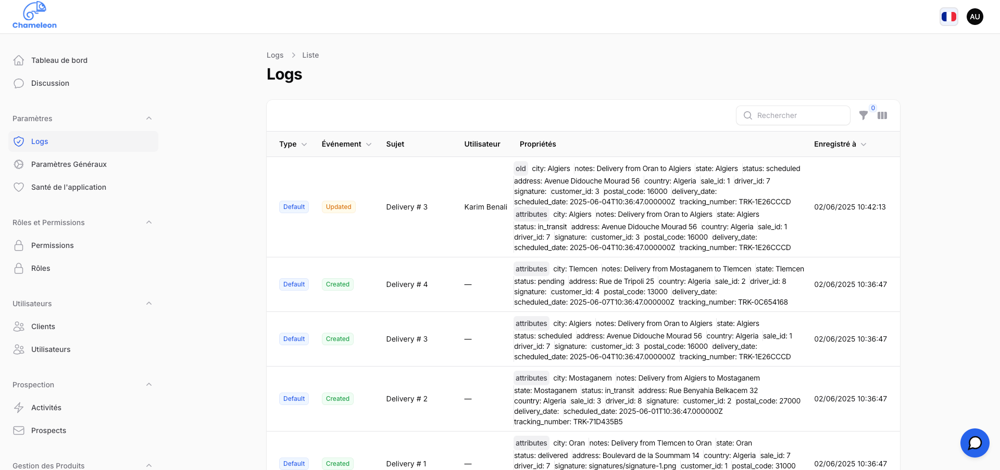 Chameleon
AU
Tableau de bord
Discussion
Paramètres
Logs
Paramètres Généraux
Santé de l'application
Rôles et Permissions
Permissions
Rôles
Utilisateurs
Clients
Utilisateurs
Prospection
Activités
Prospects
Gestion des Produits
Logs Liste
Logs
Rechercher
0
Type Événement Sujet Utilisateur Propriétés Enregistré à
old city: Algiers notes: Delivery from Oran to Algiers state: Algiers status: scheduled
address: Avenue Didouche Mourad 56 country: Algeria sale_id: 1 driver_id: 7
signature: customer_id: 3 postal_code: 16000 delivery_date:
scheduled_date: 2025-06-04T10:36:47.000000Z tracking_number: TRK-1E26CCCD
Default Updated Delivery # 3 Karim Benali 02/06/2025 10:42:13
attributes city: Algiers notes: Delivery from Oran to Algiers state: Algiers
status: in_transit address: Avenue Didouche Mourad 56 country: Algeria sale_id: 1
driver_id: 7 signature: customer_id: 3 postal_code: 16000 delivery_date:
scheduled_date: 2025-06-04T10:36:47.000000Z tracking_number: TRK-1E26CCCD
attributes city: Tlemcen notes: Delivery from Mostaganem to Tlemcen state: Tlemcen
Default Created Delivery # 4 — status: pending address: Rue de Tripoli 25 country: Algeria sale_id: 2 driver_id: 8 02/06/2025 10:36:47
signature: customer_id: 4 postal_code: 13000 delivery_date:
scheduled_date: 2025-06-07T10:36:47.000000Z tracking_number: TRK-0C654168
attributes city: Algiers notes: Delivery from Oran to Algiers state: Algiers
Default Created Delivery # 3 — status: scheduled address: Avenue Didouche Mourad 56 country: Algeria sale_id: 1 02/06/2025 10:36:47
driver_id: 7 signature: customer_id: 3 postal_code: 16000 delivery_date:
scheduled_date: 2025-06-04T10:36:47.000000Z tracking_number: TRK-1E26CCCD
attributes city: Mostaganem notes: Delivery from Algiers to Mostaganem
state: Mostaganem status: in_transit address: Rue Benyahia Belkacem 32
Default Created Delivery # 2 — country: Algeria sale_id: 3 driver_id: 8 signature: customer_id: 2 postal_code: 27000 02/06/2025 10:36:47
delivery_date: scheduled_date: 2025-06-01T10:36:47.000000Z
tracking_number: TRK-71D435B5
attributes city: Oran notes: Delivery from Tlemcen to Oran state: Oran
status: delivered address: Boulevard de la Soummam 14 country: Algeria sale_id: 7
Default Created Delivery # 1 — driver_id: 7 signature: signatures/signature-1.png customer_id: 1 postal_code: 31000 02/06/2025 10:36:47